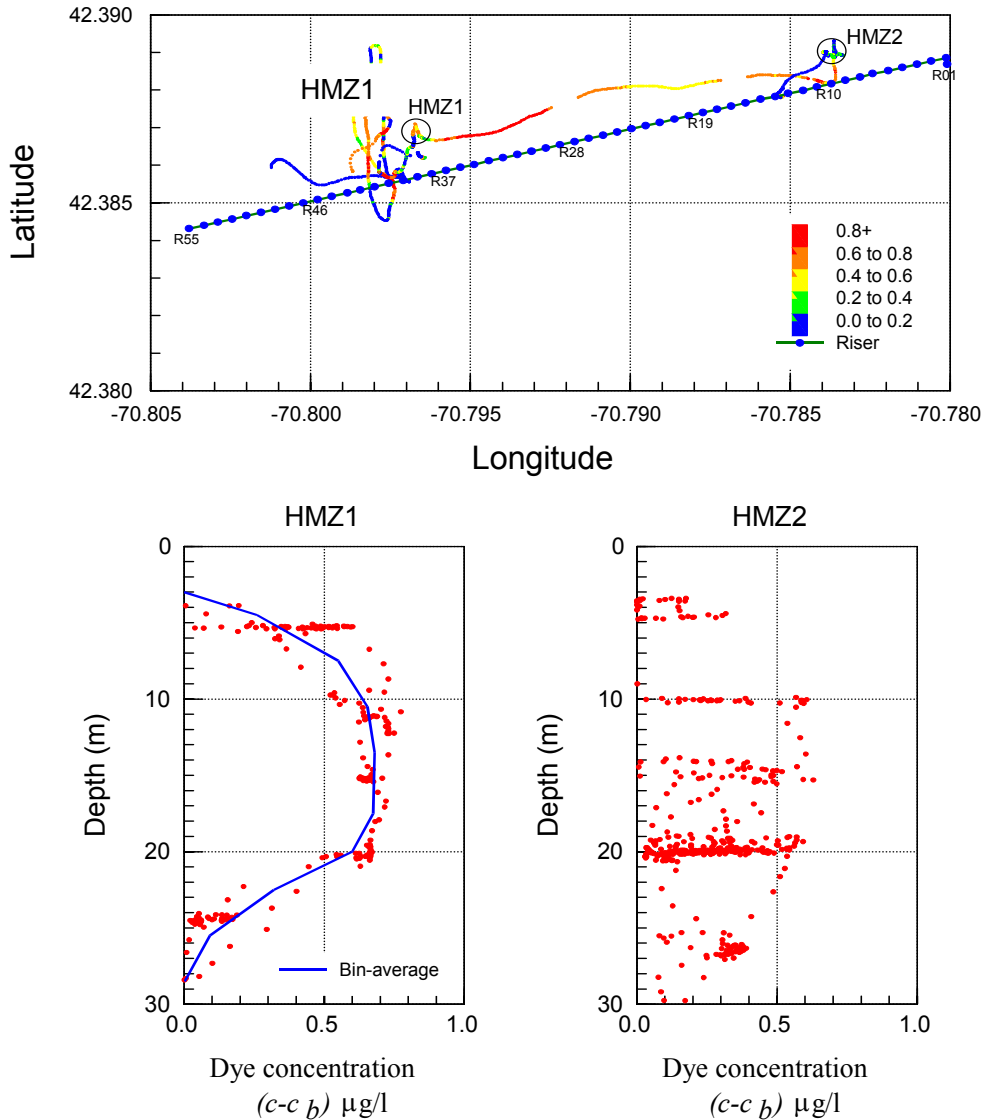 42.390
42.385
42.380
Latitude
HMZ1
HMZ1
HMZ2
R01
R10
R19
R28
R37
R46
R55
0.8+
0.6 to 0.8
0.4 to 0.6
0.2 to 0.4
0.0 to 0.2
Riser
-70.805 -70.800 -70.795 -70.790 -70.785 -70.780
Longitude
HMZ1
0
10
20
30
Depth (m)
Bin-average
0.0 0.5 1.0
Dye concentration
(c-c b) µg/l
HMZ2
0
10
20
30
Depth (m)
0.0 0.5 1.0
Dye concentration
(c-c b) µg/l